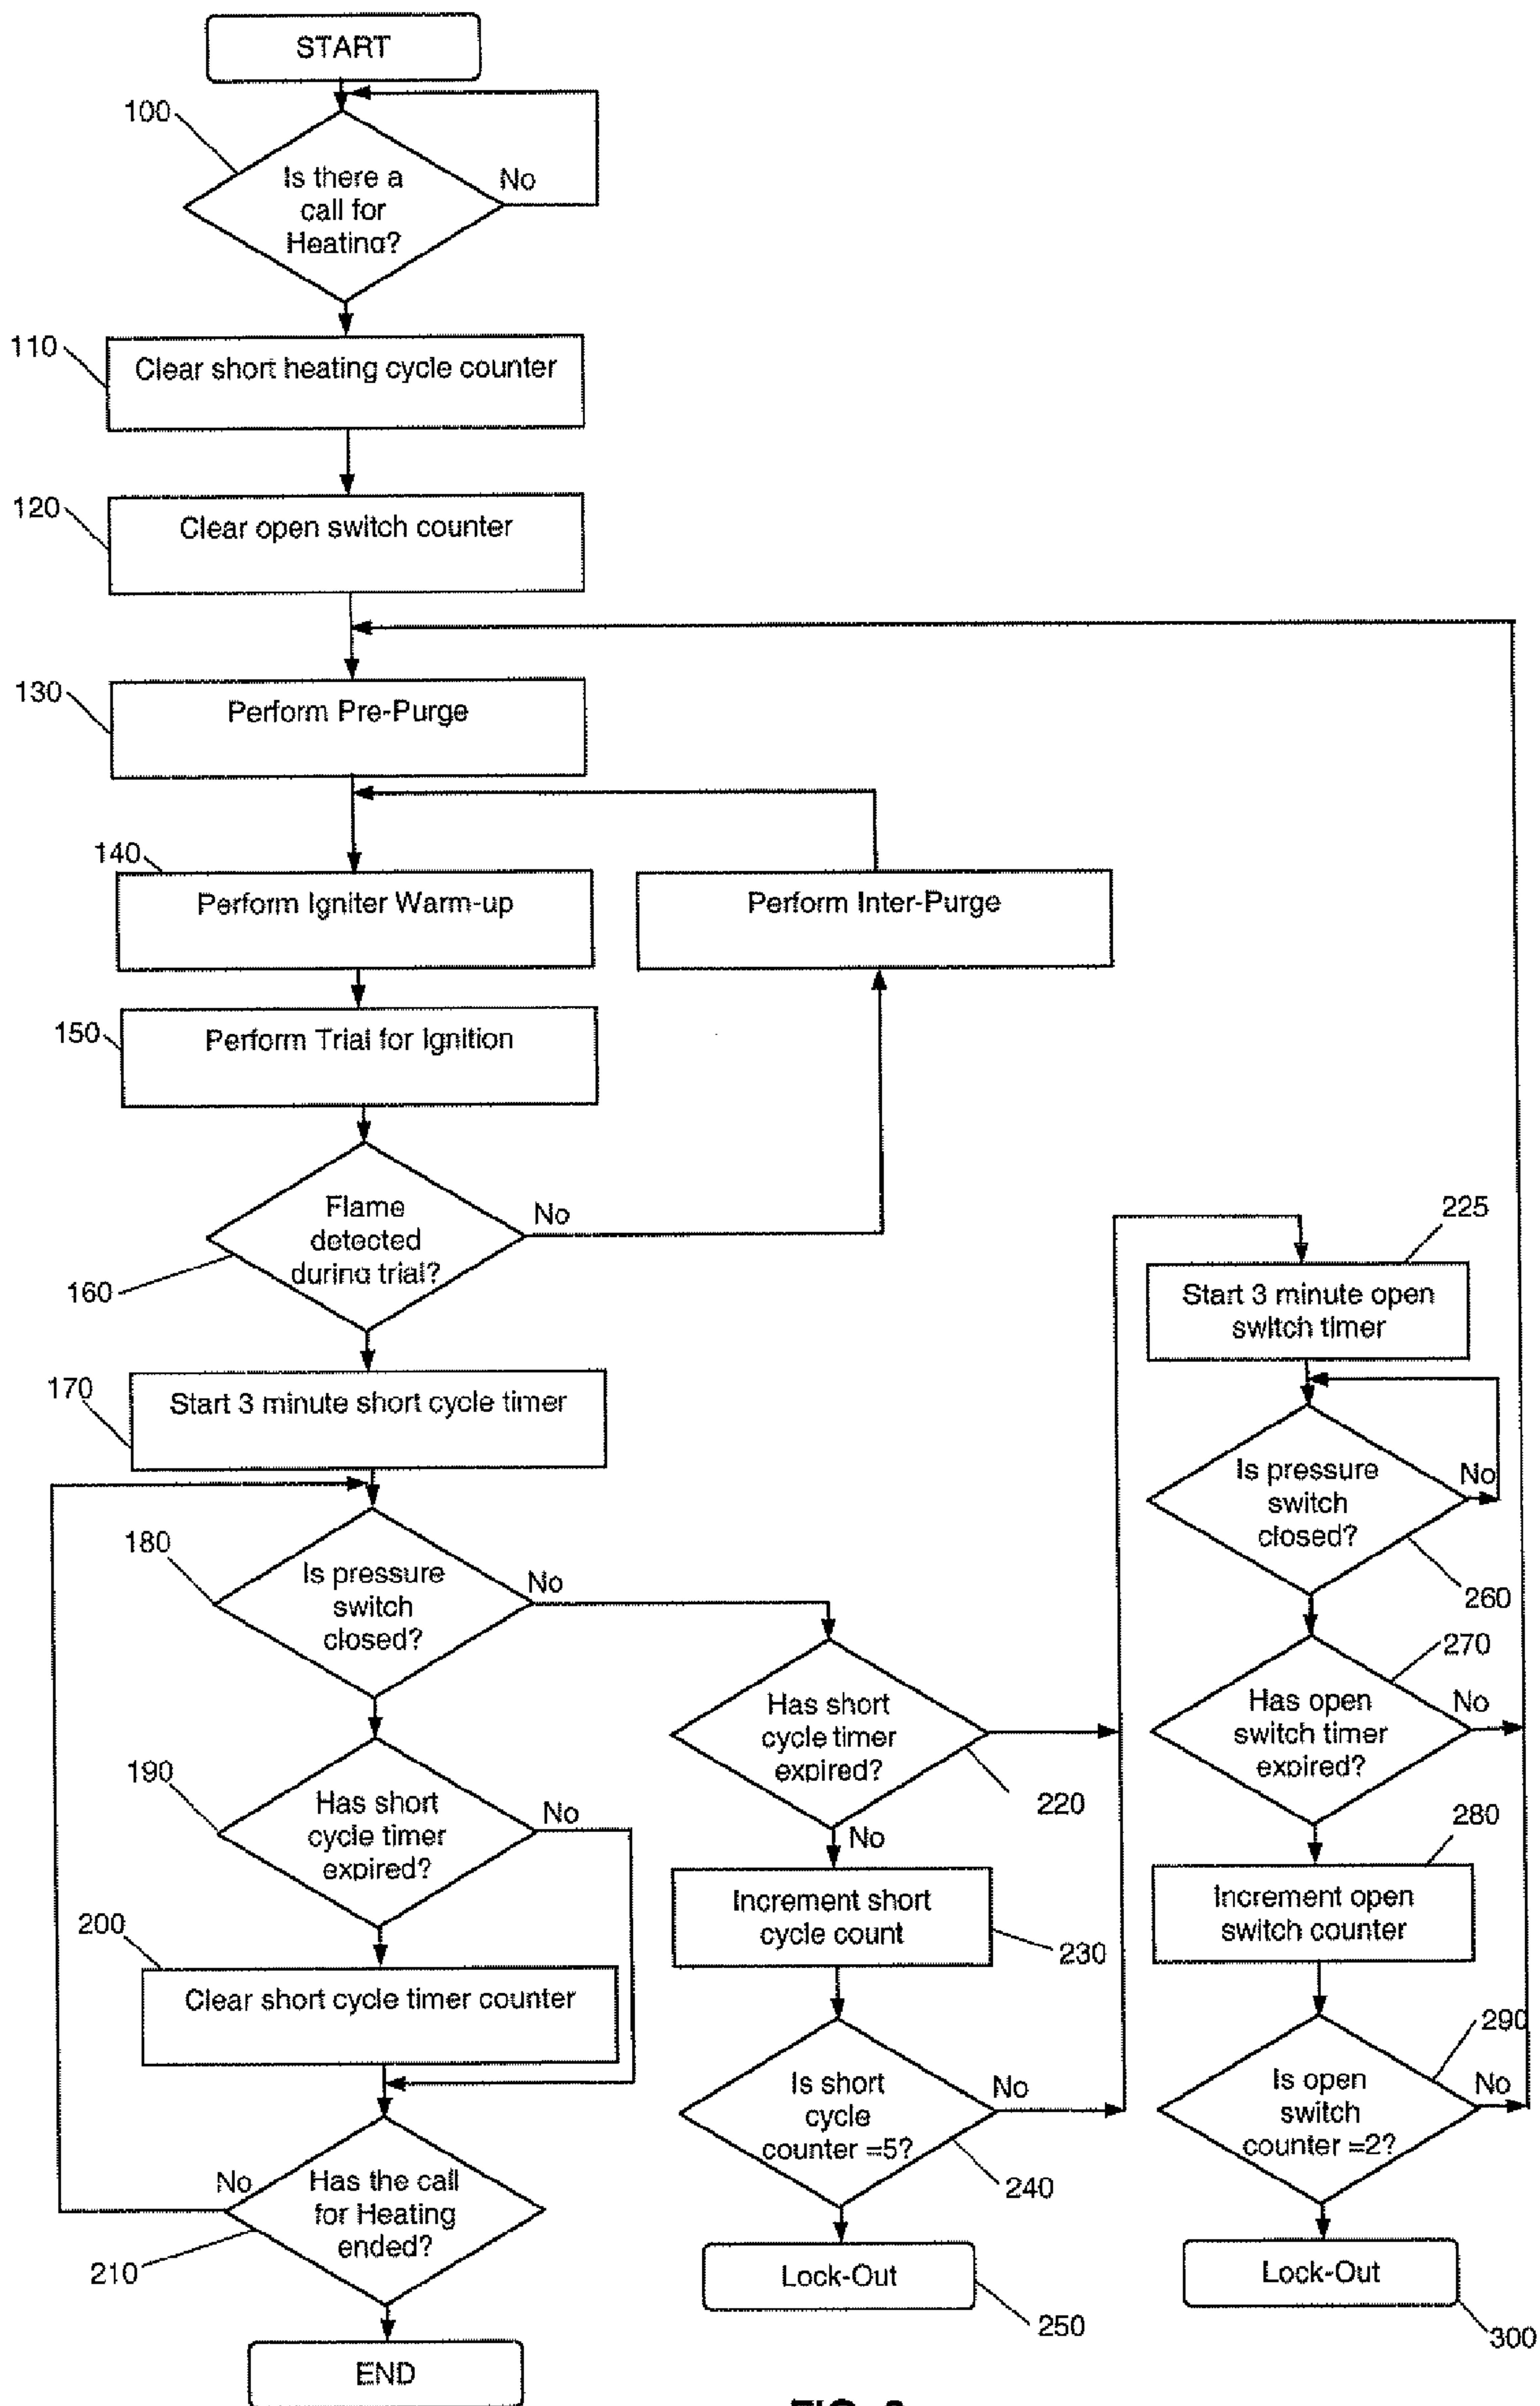 START
100
Is there a
call for
Heating?
No
110
Clear short heating cycle counter
120
Clear open switch counter
130
Perform Pre-Purge
140
Perform Igniter Warm-up
Perform Inter-Purge
150
Perform Trial for Ignition
Flame
detected
during trial?
No
160
225
Start 3 minute open
switch timer
170
Start 3 minute short cycle timer
Is pressure
switch
closed?
No
260
180
Is pressure
switch
closed?
No
270
Has open
switch timer
expired?
No
Has short
cycle timer
expired?
220
No
190
Has short
cycle timer
expired?
No
280
Increment open
switch counter
Increment short
cycle count
230
200
Clear short cycle timer counter
290
Is open
switch
counter =2?
No
Is short
cycle
counter =5?
No
240
No
Has the call
for Heating
ended?
210
Lock-Out
250
Lock-Out
300
END